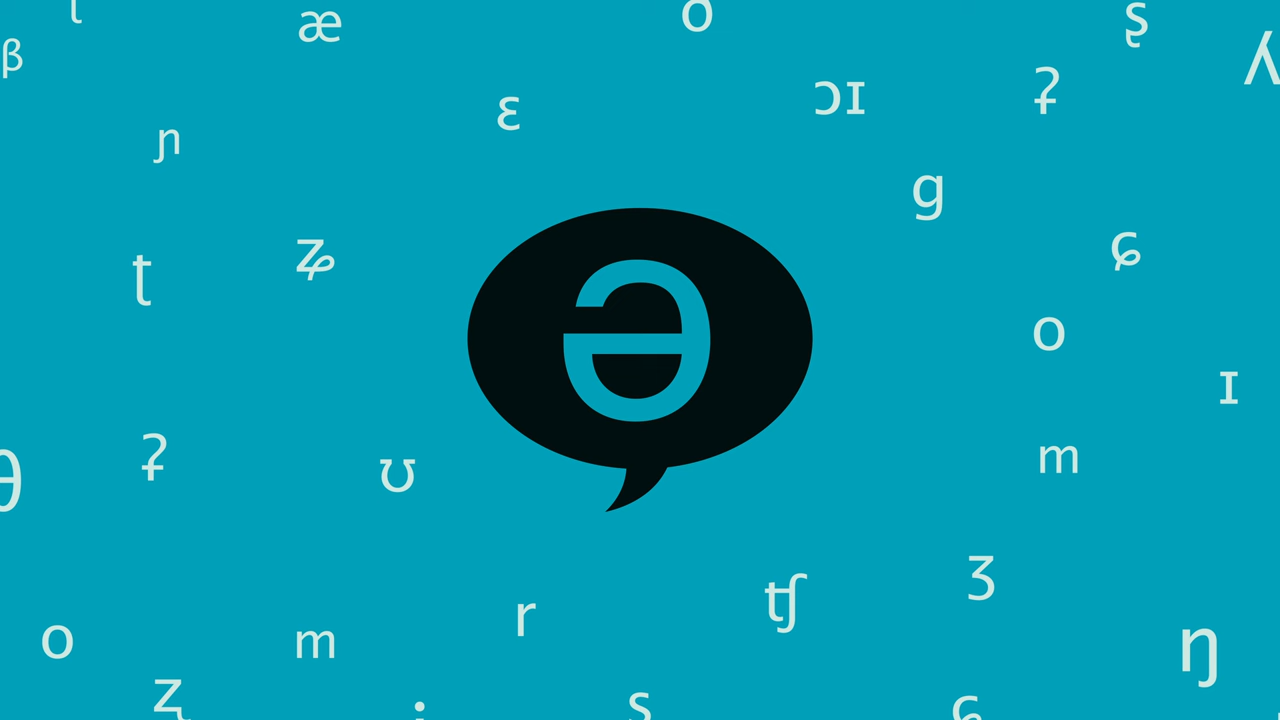 æ
o
ʂ
β
ʎ
ɛ
ɔɪ
ʡ
ɲ
g
ʈ
ʑ
ɕ
ə
o
ɪ
ʡ
ʊ
m
θ
r
ʧ
ʒ
o
m
ŋ
ʐ
s
ɕ